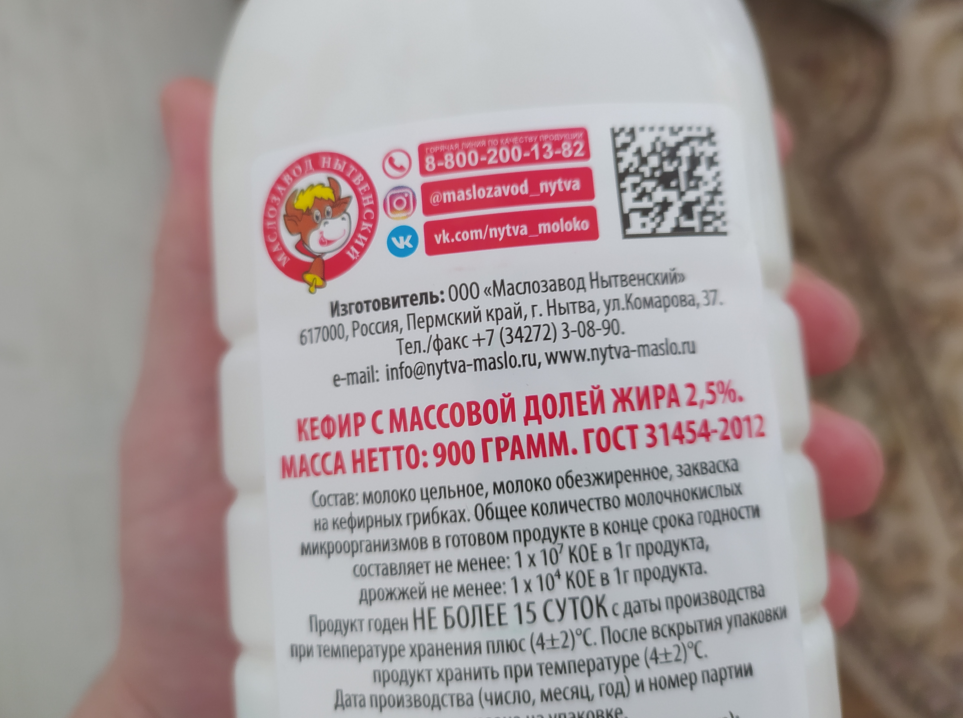 МАСЛОЗАВОД НЫТВЕНСКИЙ
ГОРЯЧАЯ ЛИНИЯ ПО КАЧЕСТВУ ПРОДУКЦИИ
8-800-200-13-82
@maslozavod_nytva
vk.com/nytva_moloko
Изготовитель: ООО «Маслозавод Нытвенский»
617000, Россия, Пермский край, г. Нытва, ул.Комарова, 37.
Тел./факс +7 (34272) 3-08-90.
e-mail: info@nytva-maslo.ru, www.nytva-maslo.ru
КЕФИР С МАССОВОЙ ДОЛЕЙ ЖИРА 2,5%.
МАССА НЕТТО: 900 ГРАММ. ГОСТ 31454-2012
Состав: молоко цельное, молоко обезжиренное, закваска
на кефирных грибках. Общее количество молочнокислых
микроорганизмов в готовом продукте в конце срока годности
составляет не менее: 1 х 10⁷ КОЕ в 1г продукта,
дрожжей не менее: 1 х 10⁴ КОЕ в 1г продукта.
Продукт годен НЕ БОЛЕЕ 15 СУТОК с даты производства
при температуре хранения плюс (4±2)°С. После вскрытия упаковки
продукт хранить при температуре (4±2)°С.
Дата производства (число, месяц, год) и номер партии
на упаковке.